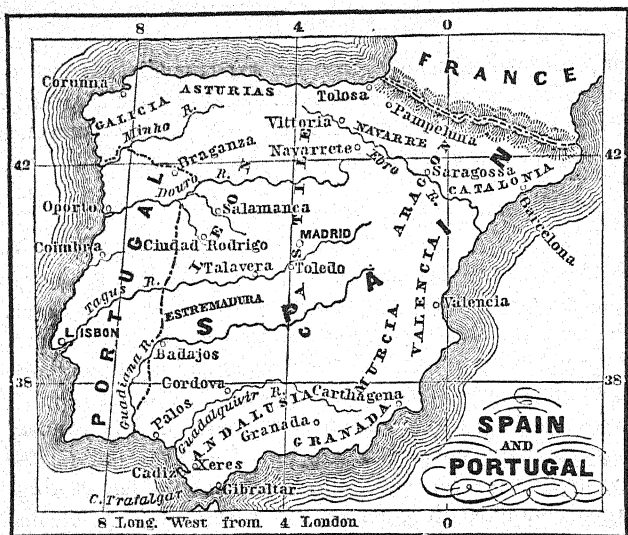 8 4 0
FRANCE
Corunna
ASTURIAS
Tolosa
GALICIA
Pampeluna
Minho R.
Vittoria
NAVARRE
42
Braganza
Navarrete
EBRO R.
Saragossa
42
CATALONIA
Douro R.
Oporto
Salamanca
LEON
CASTILE
ARAGON
Barcelona
Coimbra
Ciudad Rodrigo
MADRID
Talavera
Toledo
Tagus R.
ESTREMADURA
VALENCIA
Valencia
LISBON
PORTUGAL
SPAIN
Badajos
MURCIA
Guadiana R.
38
Cordova
Carthagena
38
Palos
Guadalquivir R.
ANDALUSIA
Granada
GRANADA
Xeres
Cadiz
C. Trafalgar
Gibraltar
SPAIN
AND
PORTUGAL
8 Long. West from 4 London 0